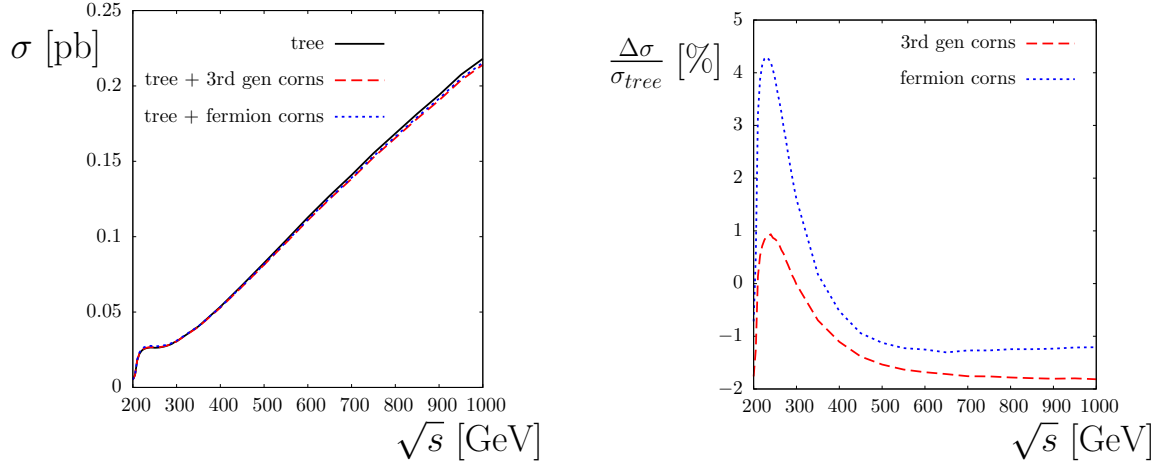 σ [pb]
0.25
0.2
0.15
0.1
0.05
0
tree
tree + 3rd gen corns
tree + fermion corns
200 300 400 500 600 700 800 900 1000
√s [GeV]
Δσ/σ_tree [%]
5
4
3
2
1
0
−1
−2
3rd gen corns
fermion corns
200 300 400 500 600 700 800 900 1000
√s [GeV]